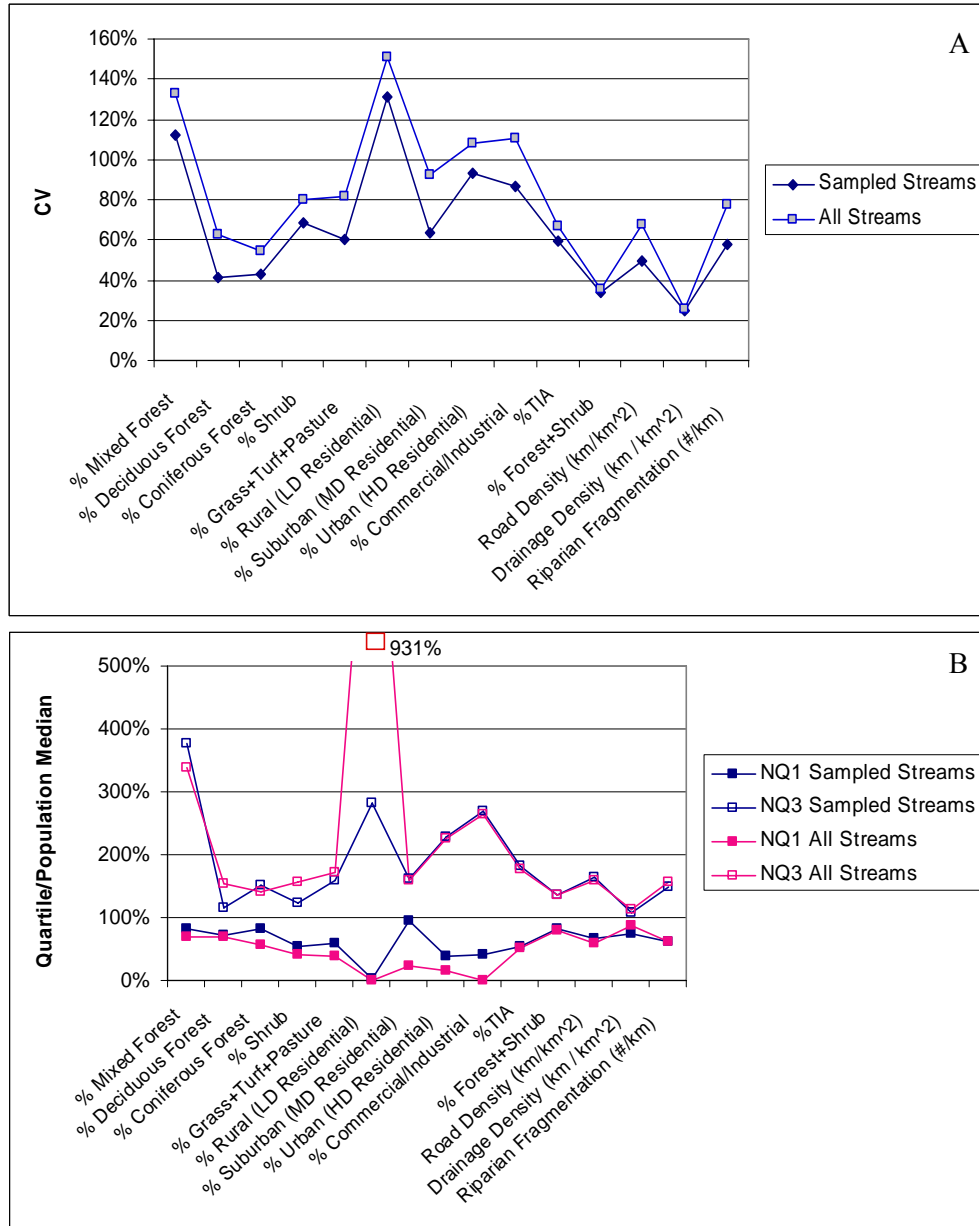 A
160%
140%
120%
100%
80%
60%
40%
20%
0%
CV
% Mixed Forest
% Deciduous Forest
% Coniferous Forest
% Shrub
% Grass+Turf+Pasture
% Rural (LD Residential)
% Suburban (MD Residential)
% Urban (HD Residential)
% Commercial/Industrial
%TIA
% Forest+Shrub
Road Density (km/km^2)
Drainage Density (km / km^2)
Riparian Fragmentation (#/km)
Sampled Streams
All Streams
B
931%
500%
400%
300%
200%
100%
0%
Quartile/Population Median
% Mixed Forest
% Deciduous Forest
% Coniferous Forest
% Shrub
% Grass+Turf+Pasture
% Rural (LD Residential)
% Suburban (MD Residential)
% Urban (HD Residential)
% Commercial/Industrial
%TIA
% Forest+Shrub
Road Density (km/km^2)
Drainage Density (km / km^2)
Riparian Fragmentation (#/km)
NQ1 Sampled Streams
NQ3 Sampled Streams
NQ1 All Streams
NQ3 All Streams